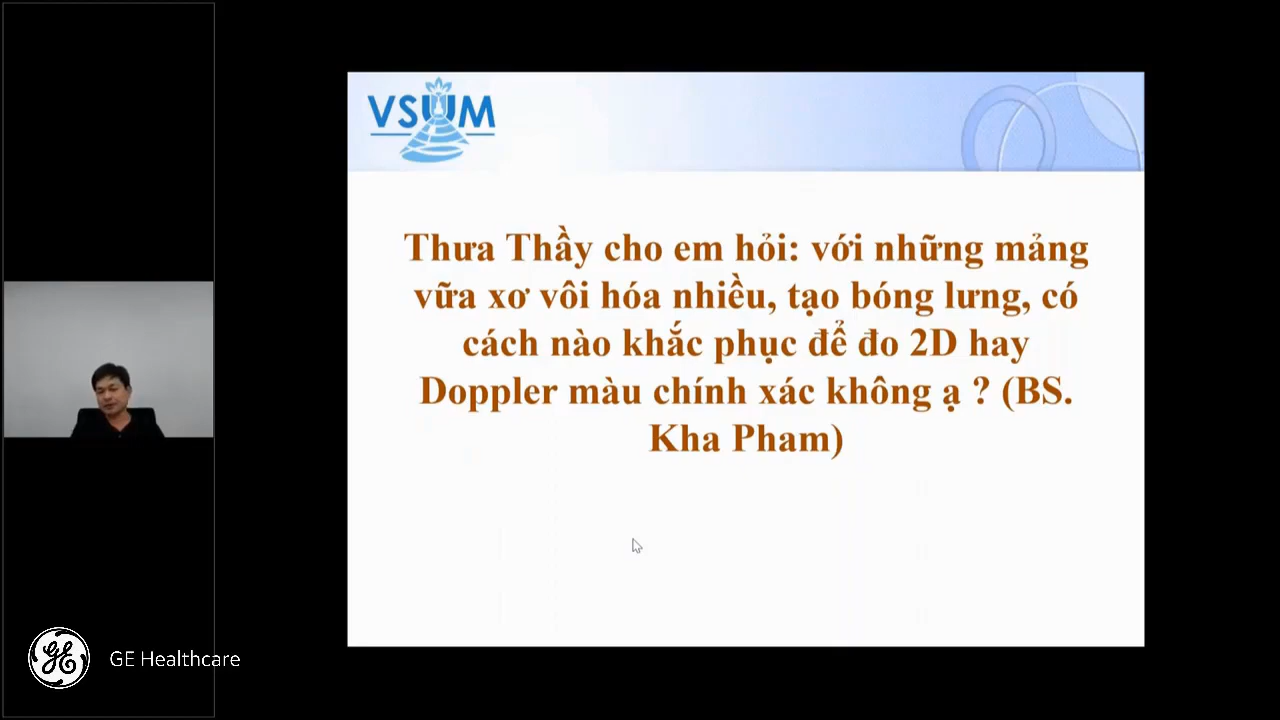 VSUM
Thưa Thầy cho em hỏi: với những mảng
vữa xơ vôi hóa nhiều, tạo bóng lưng, có
cách nào khắc phục để đo 2D hay
Doppler màu chính xác không ạ ? (BS.
Kha Pham)
GE Healthcare